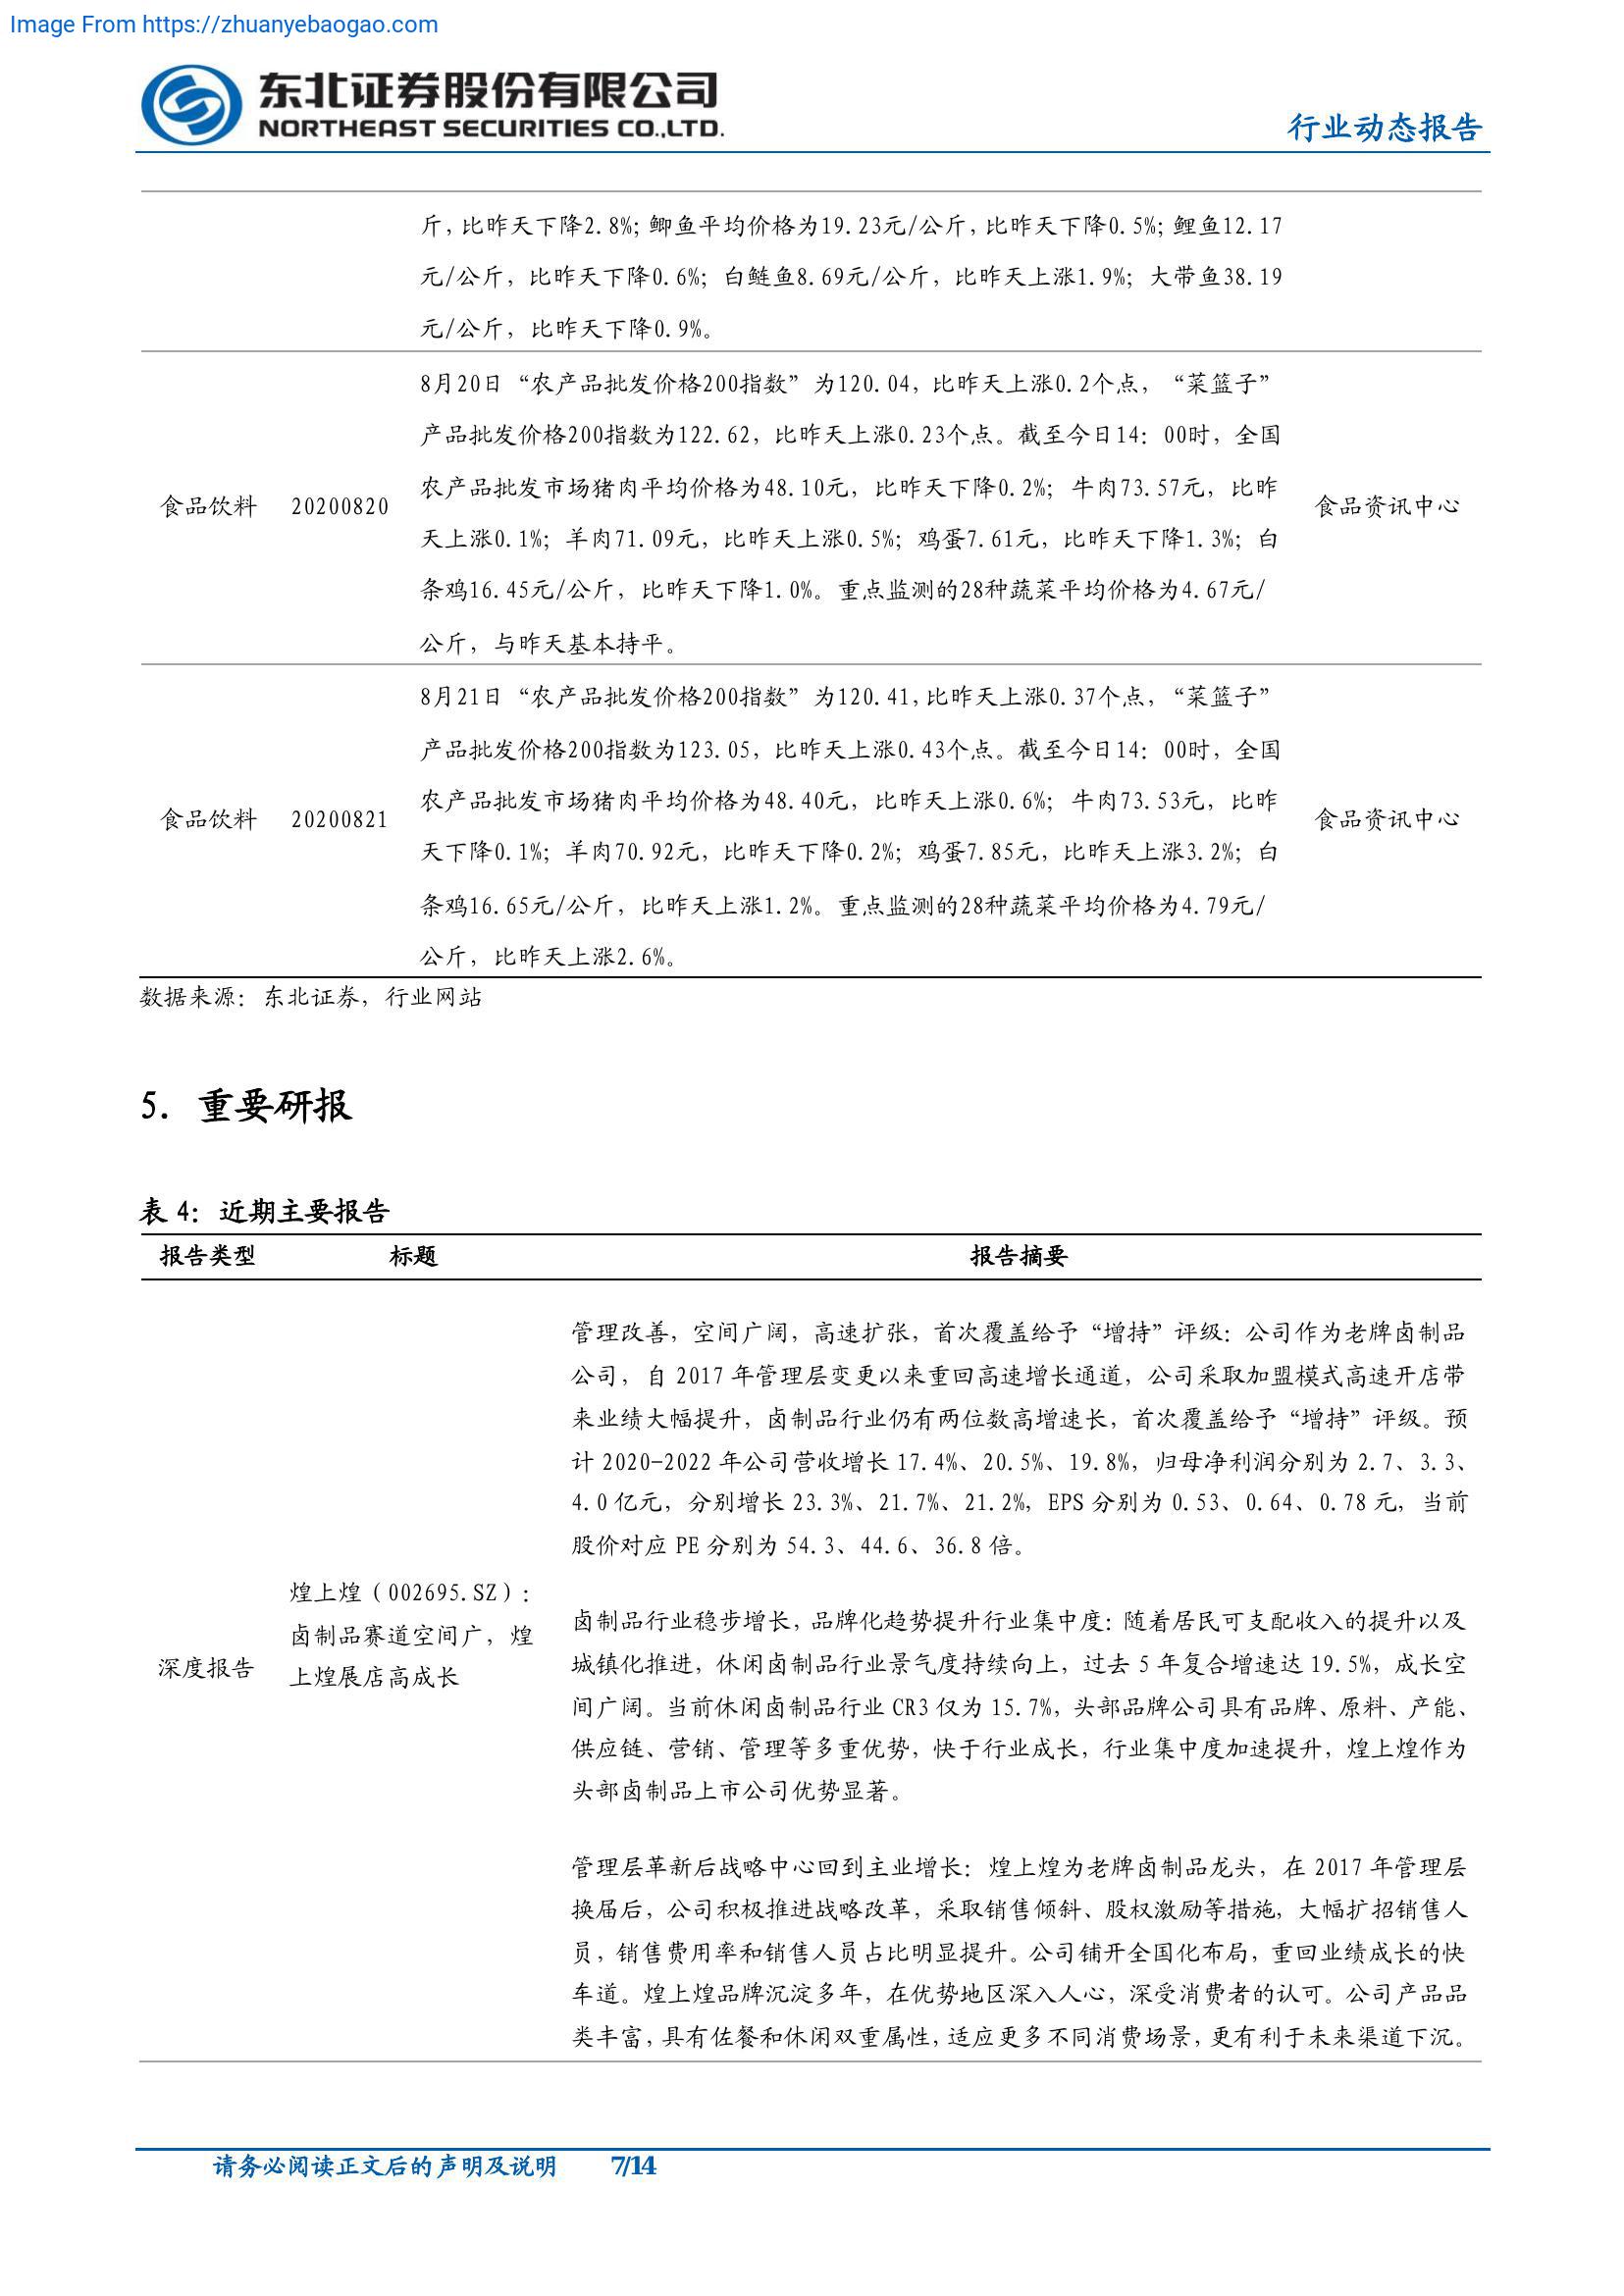 Image From https://zhuanyebaogao.com
东北证券股份有限公司
NORTHEAST SECURITIES CO.,LTD.
行业动态报告
斤，比昨天下降2.8%；鲫鱼平均价格为19.23元/公斤，比昨天下降0.5%；鲤鱼12.17
元/公斤，比昨天下降0.6%；白鲢鱼8.69元/公斤，比昨天上涨1.9%；大带鱼38.19
元/公斤，比昨天下降0.9%。
8月20日“农产品批发价格200指数”为120.04，比昨天上涨0.2个点，“菜篮子”
产品批发价格200指数为122.62，比昨天上涨0.23个点。截至今日14：00时，全国
农产品批发市场猪肉平均价格为48.10元，比昨天下降0.2%；牛肉73.57元，比昨
食品饮料 20200820 食品资讯中心
天上涨0.1%；羊肉71.09元，比昨天上涨0.5%；鸡蛋7.61元，比昨天下降1.3%；白
条鸡16.45元/公斤，比昨天下降1.0%。重点监测的28种蔬菜平均价格为4.67元/
公斤，与昨天基本持平。
8月21日“农产品批发价格200指数”为120.41，比昨天上涨0.37个点，“菜篮子”
产品批发价格200指数为123.05，比昨天上涨0.43个点。截至今日14：00时，全国
农产品批发市场猪肉平均价格为48.40元，比昨天上涨0.6%；牛肉73.53元，比昨
食品饮料 20200821 食品资讯中心
天下降0.1%；羊肉70.92元，比昨天下降0.2%；鸡蛋7.85元，比昨天上涨3.2%；白
条鸡16.65元/公斤，比昨天上涨1.2%。重点监测的28种蔬菜平均价格为4.79元/
公斤，比昨天上涨2.6%。
数据来源：东北证券，行业网站
5. 重要研报
表 4：近期主要报告
报告类型 标题 报告摘要
管理改善，空间广阔，高速扩张，首次覆盖给予“增持”评级：公司作为老牌卤制品
公司，自 2017 年管理层变更以来重回高速增长通道，公司采取加盟模式高速开店带
来业绩大幅提升，卤制品行业仍有两位数高增速长，首次覆盖给予“增持”评级。预
计 2020-2022 年公司营收增长 17.4%、20.5%、19.8%，归母净利润分别为 2.7、3.3、
4.0 亿元，分别增长 23.3%、21.7%、21.2%，EPS 分别为 0.53、0.64、0.78 元，当前
股价对应 PE 分别为 54.3、44.6、36.8 倍。
深度报告
煌上煌（002695.SZ）：
卤制品赛道空间广，煌
上煌展店高成长
卤制品行业稳步增长，品牌化趋势提升行业集中度：随着居民可支配收入的提升以及
城镇化推进，休闲卤制品行业景气度持续向上，过去 5 年复合增速达 19.5%，成长空
间广阔。当前休闲卤制品行业 CR3 仅为 15.7%，头部品牌公司具有品牌、原料、产能、
供应链、营销、管理等多重优势，快于行业成长，行业集中度加速提升，煌上煌作为
头部卤制品上市公司优势显著。
管理层革新后战略中心回到主业增长：煌上煌为老牌卤制品龙头，在 2017 年管理层
换届后，公司积极推进战略改革，采取销售倾斜、股权激励等措施，大幅扩招销售人
员，销售费用率和销售人员占比明显提升。公司铺开全国化布局，重回业绩成长的快
车道。煌上煌品牌沉淀多年，在优势地区深入人心，深受消费者的认可。公司产品品
类丰富，具有佐餐和休闲双重属性，适应更多不同消费场景，更有利于未来渠道下沉。
请务必阅读正文后的声明及说明 7/14